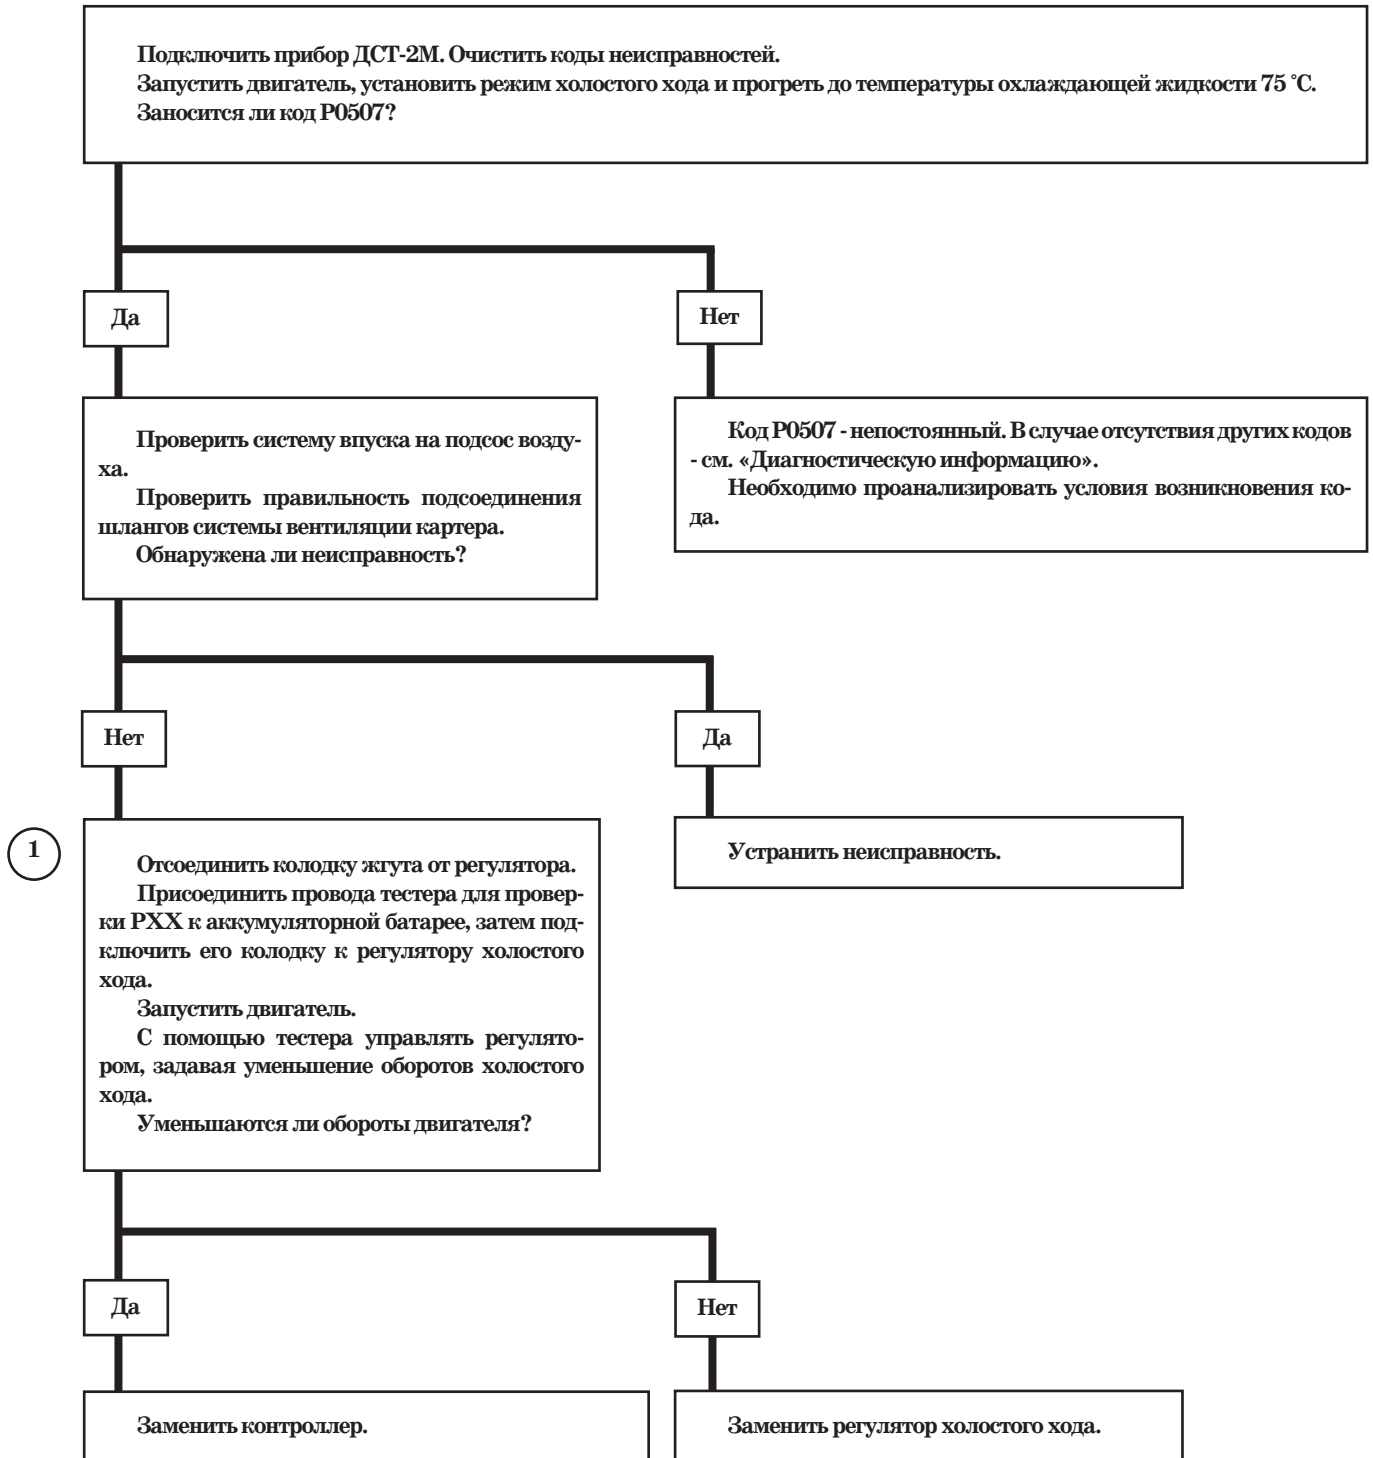 Подключить прибор ДСТ-2М. Очистить коды неисправностей.
Запустить двигатель, установить режим холостого хода и прогреть до температуры охлаждающей жидкости 75 °С.
Заносится ли код Р0507?
Да
Нет
Проверить систему впуска на подсос возду-
ха.
Проверить правильность подсоединения
шлангов системы вентиляции картера.
Обнаружена ли неисправность?
Код Р0507 - непостоянный. В случае отсутствия других кодов
- см. «Диагностическую информацию».
Необходимо проанализировать условия возникновения ко-
да.
Нет
Да
1
Отсоединить колодку жгута от регулятора.
Присоединить провода тестера для провер-
ки РХХ к аккумуляторной батарее, затем под-
ключить его колодку к регулятору холостого
хода.
Запустить двигатель.
С помощью тестера управлять регулято-
ром, задавая уменьшение оборотов холостого
хода.
Уменьшаются ли обороты двигателя?
Устранить неисправность.
Да
Нет
Заменить контроллер.
Заменить регулятор холостого хода.